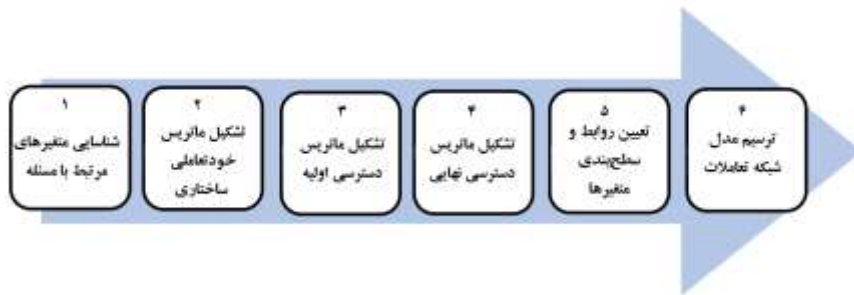 ۱
شناسایی متغیرهای
مرتبط با مسئله
۲
تشکیل ماتریس
خودتعاملی
ساختاری
۳
تشکیل ماتریس
دسترسی اولیه
۴
تشکیل ماتریس
دسترسی نهایی
۵
تعیین روابط و
سطح‌بندی
متغیرها
۶
ترسیم مدل
شبکه تعاملات